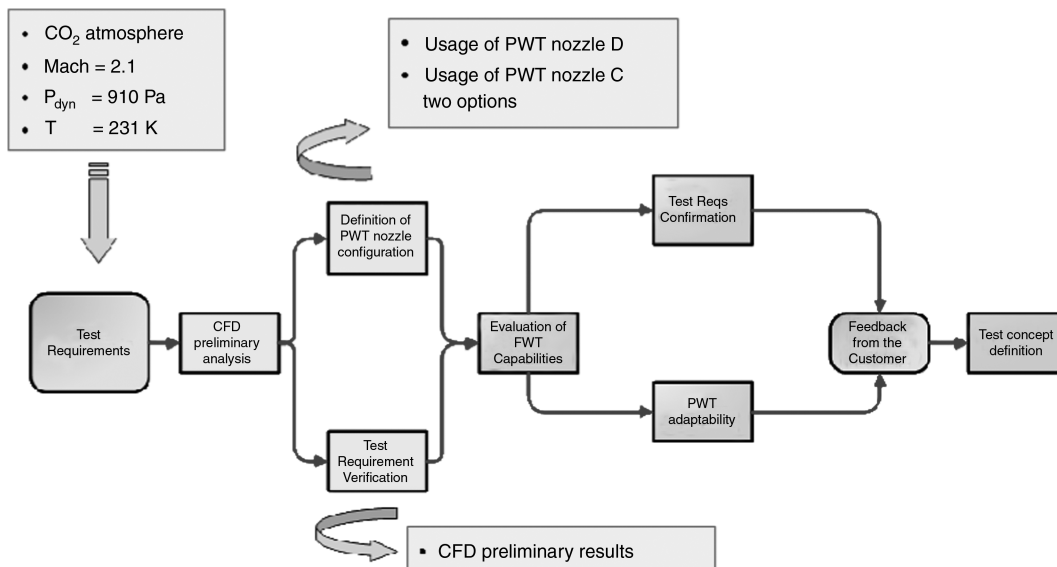 • CO₂ atmosphere
• Mach = 2.1
• P_dyn = 910 Pa
• T = 231 K
• Usage of PWT nozzle D
• Usage of PWT nozzle C
two options
Test
Requirements
CFD
preliminary
analysis
Definition of
PWT nozzle
configuration
Test
Requirement
Verification
Evaluation of
FWT
Capabilities
Test Reqs
Confirmation
PWT
adaptability
Feedback
from the
Customer
Test concept
definition
• CFD preliminary results